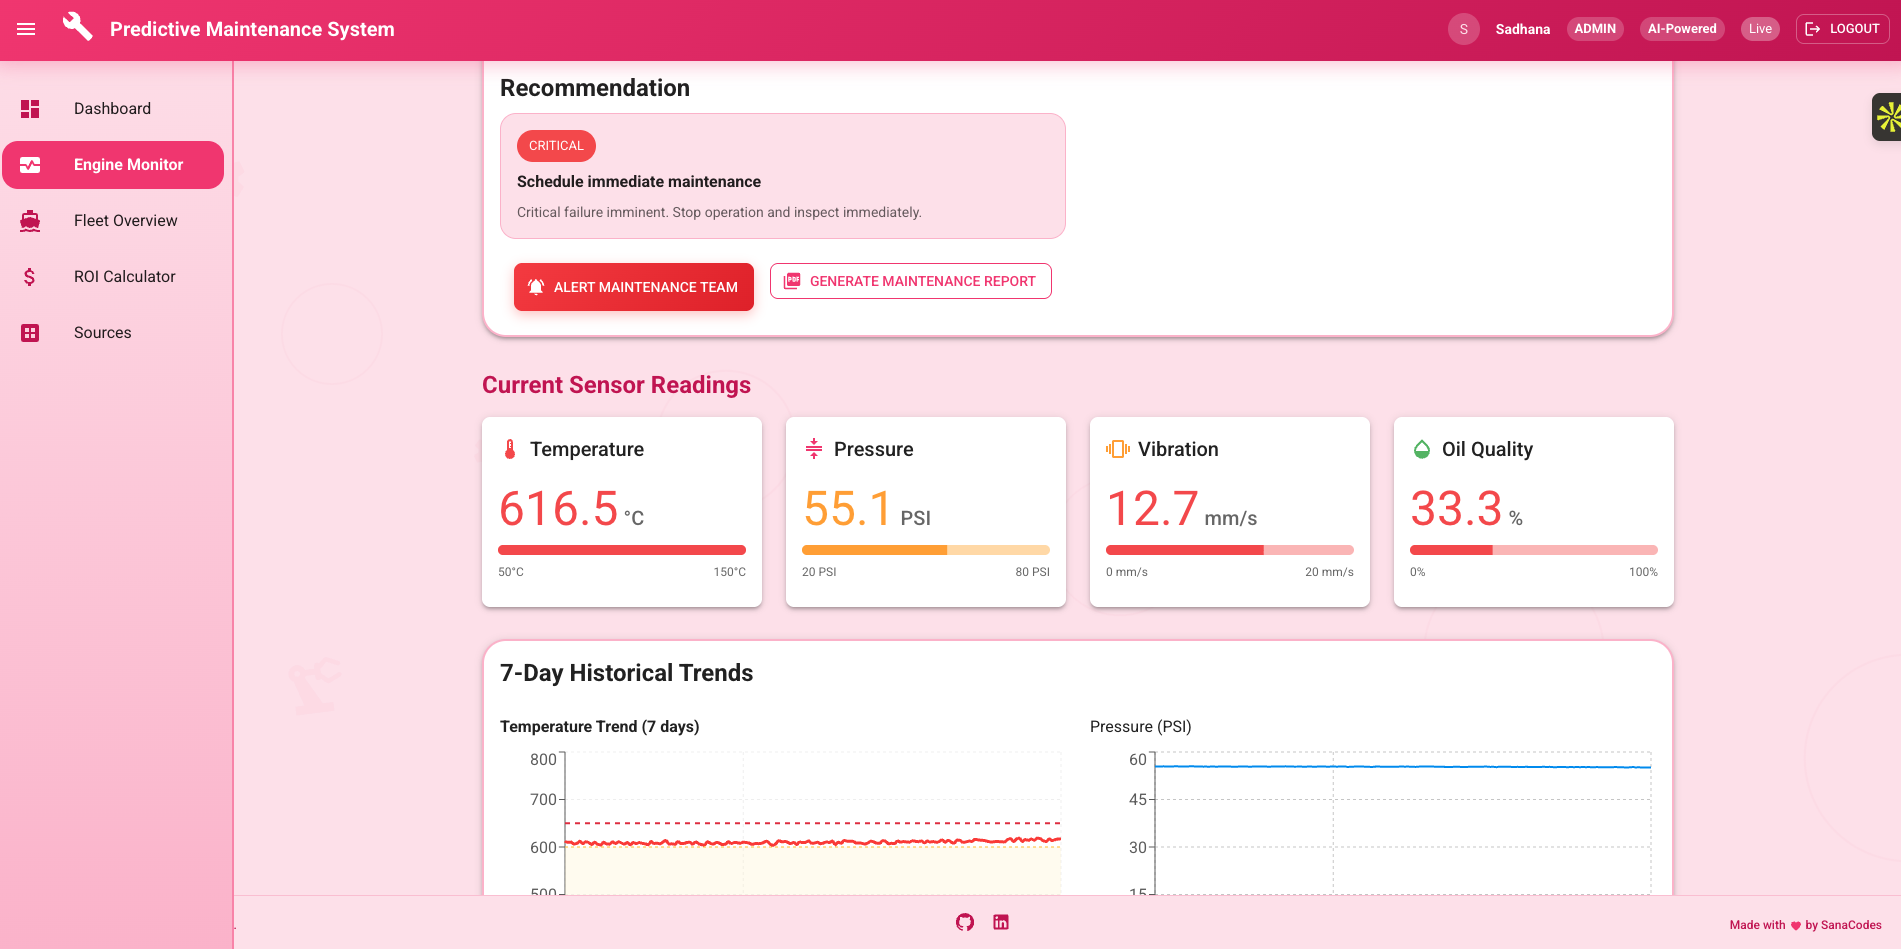 Predictive Maintenance System
S
Sadhana
ADMIN
AI-Powered
Live
LOGOUT
Dashboard
Engine Monitor
Fleet Overview
ROI Calculator
Sources
Recommendation
CRITICAL
Schedule immediate maintenance
Critical failure imminent. Stop operation and inspect immediately.
ALERT MAINTENANCE TEAM
PDF
GENERATE MAINTENANCE REPORT
Current Sensor Readings
Temperature
616.5 °C
50°C
150°C
Pressure
55.1 PSI
20 PSI
80 PSI
Vibration
12.7 mm/s
0 mm/s
20 mm/s
Oil Quality
33.3 %
0%
100%
7-Day Historical Trends
Temperature Trend (7 days)
800
700
600
500
Pressure (PSI)
60
45
30
15
Made with ♥ by SanaCodes